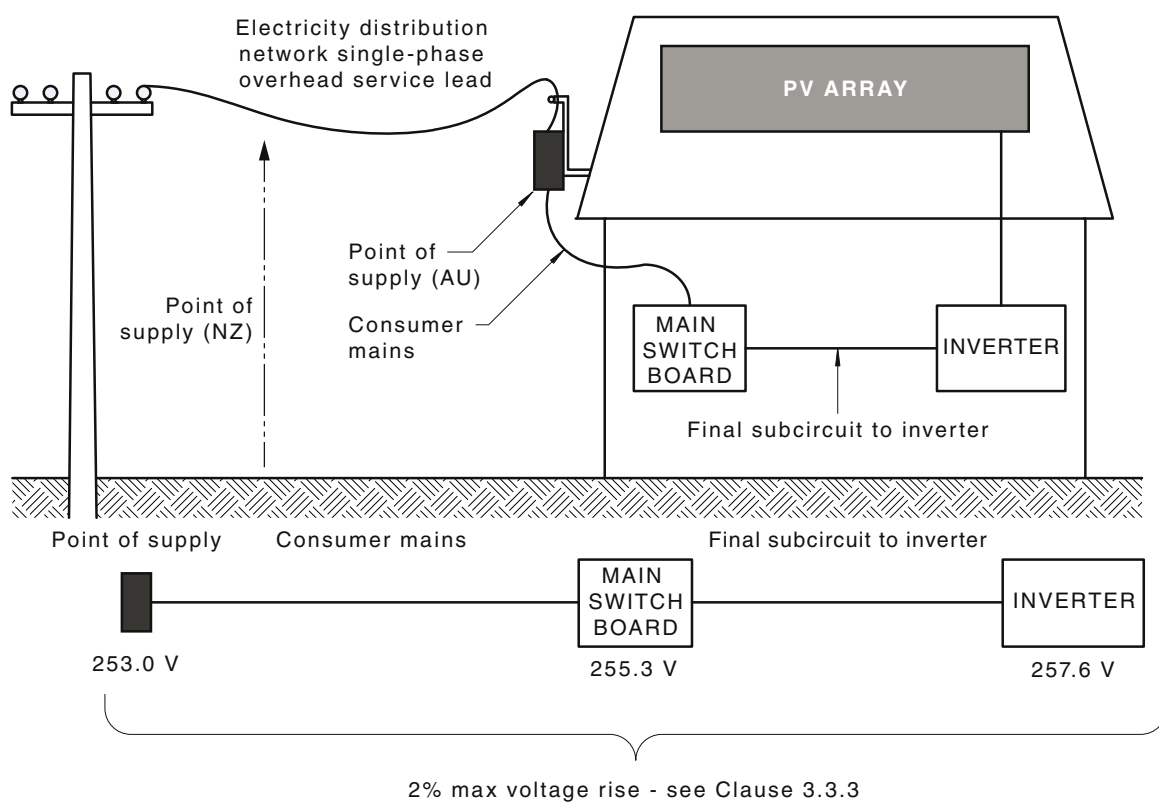 Electricity distribution
network single-phase
overhead service lead
PV ARRAY
Point of
supply (AU)
Point of
supply (NZ)
Consumer
mains
MAIN
SWITCH
BOARD
INVERTER
Final subcircuit to inverter
Point of supply
Consumer mains
Final subcircuit to inverter
MAIN
SWITCH
BOARD
INVERTER
253.0 V
255.3 V
257.6 V
2% max voltage rise - see Clause 3.3.3